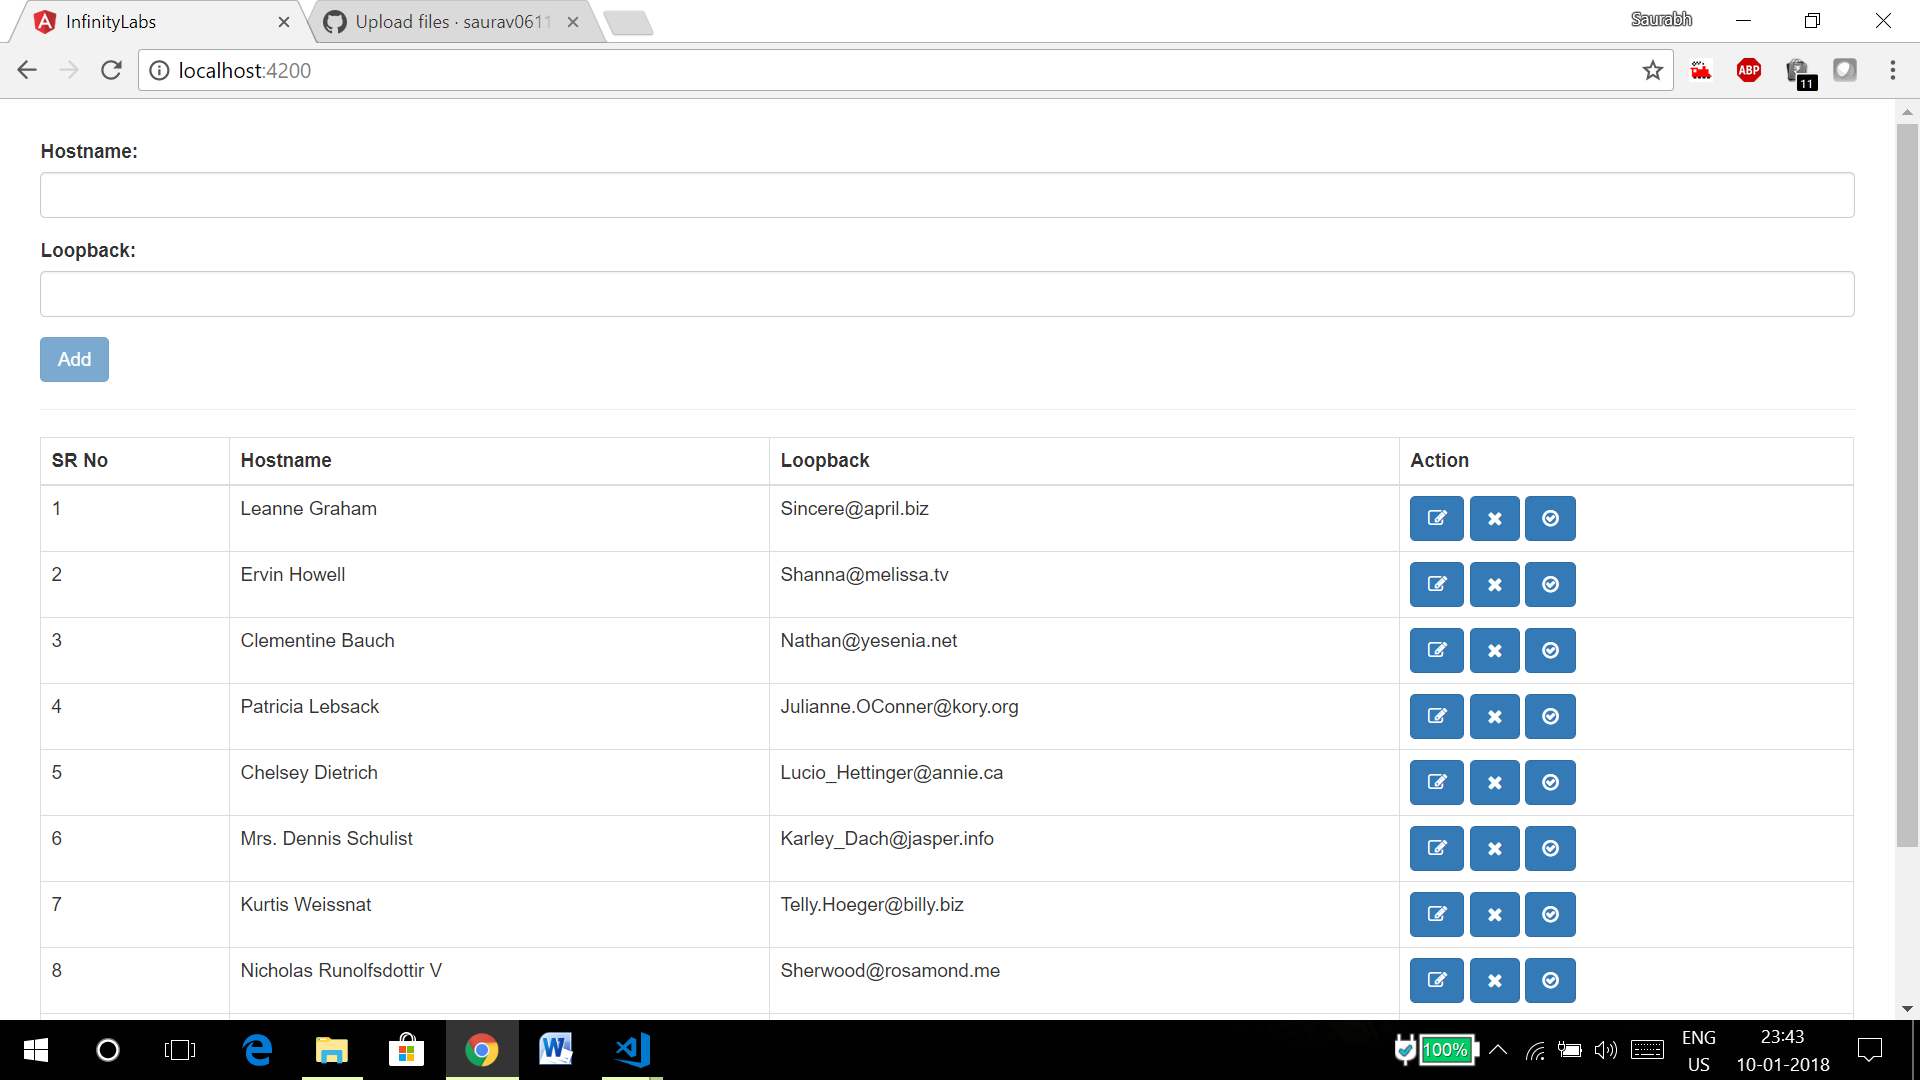 InfinityLabs
Upload files · saurav0611
Saurabh
localhost:4200
ABP
11
Hostname:
Loopback:
Add
SR No Hostname Loopback Action
1 Leanne Graham Sincere@april.biz
2 Ervin Howell Shanna@melissa.tv
3 Clementine Bauch Nathan@yesenia.net
4 Patricia Lebsack Julianne.OConner@kory.org
5 Chelsey Dietrich Lucio_Hettinger@annie.ca
6 Mrs. Dennis Schulist Karley_Dach@jasper.info
7 Kurtis Weissnat Telly.Hoeger@billy.biz
8 Nicholas Runolfsdottir V Sherwood@rosamond.me
100%
ENG
US
23:43
10-01-2018